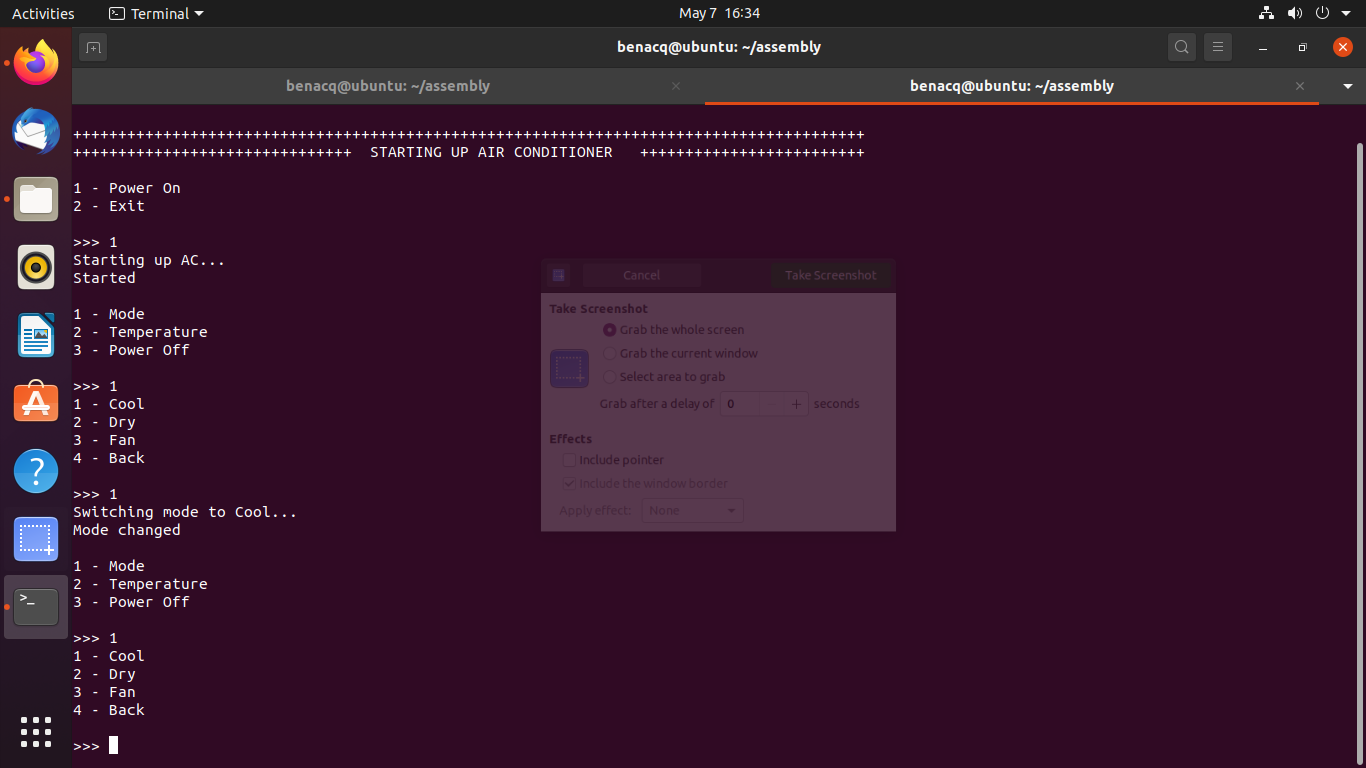 Activities
Terminal
May 7 16:34
benacq@ubuntu: ~/assembly
benacq@ubuntu: ~/assembly
benacq@ubuntu: ~/assembly
++++++++++++++++++++++++++++++++++++++++++++++++++++++++++++++++++++++++++++++++++++++++
+++++++++++++++++++++++++++++++  STARTING UP AIR CONDITIONER   +++++++++++++++++++++++++
1 - Power On
2 - Exit
>>> 1
Starting up AC...
Started
1 - Mode
2 - Temperature
3 - Power Off
>>> 1
1 - Cool
2 - Dry
3 - Fan
4 - Back
>>> 1
Switching mode to Cool...
Mode changed
1 - Mode
2 - Temperature
3 - Power Off
>>> 1
1 - Cool
2 - Dry
3 - Fan
4 - Back
>>>
Cancel
Take Screenshot
Take Screenshot
Grab the whole screen
Grab the current window
Select area to grab
Grab after a delay of 0 - + seconds
Effects
Include pointer
Include the window border
Apply effect: None